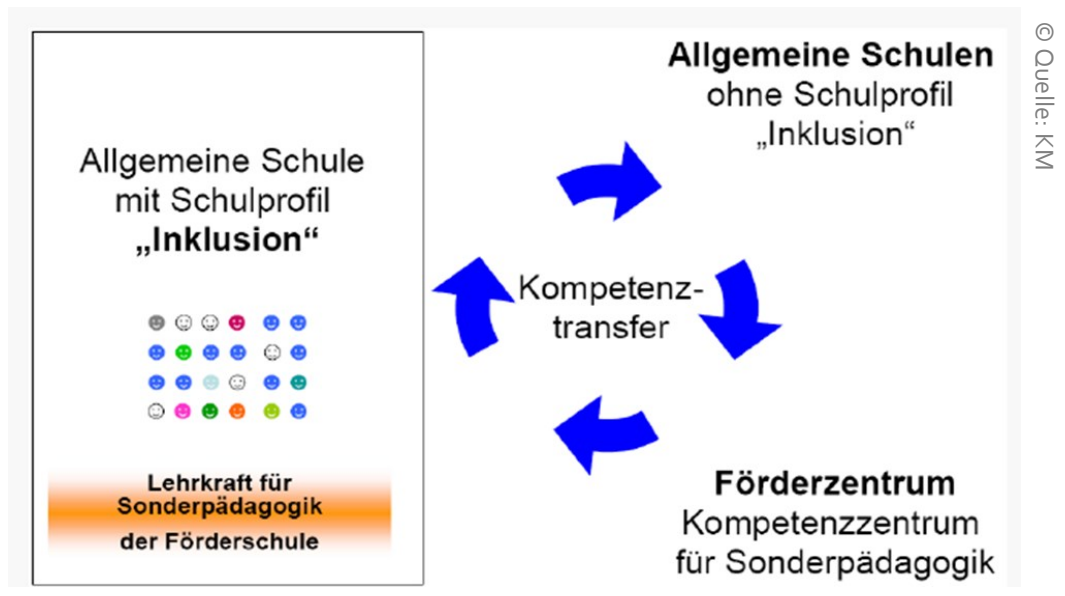 Allgemeine Schule
mit Schulprofil
„Inklusion“
Lehrkraft für
Sonderpädagogik
der Förderschule
Kompetenz-
transfer
Allgemeine Schulen
ohne Schulprofil
„Inklusion“
Förderzentrum
Kompetenzzentrum
für Sonderpädagogik
© Quelle: KM